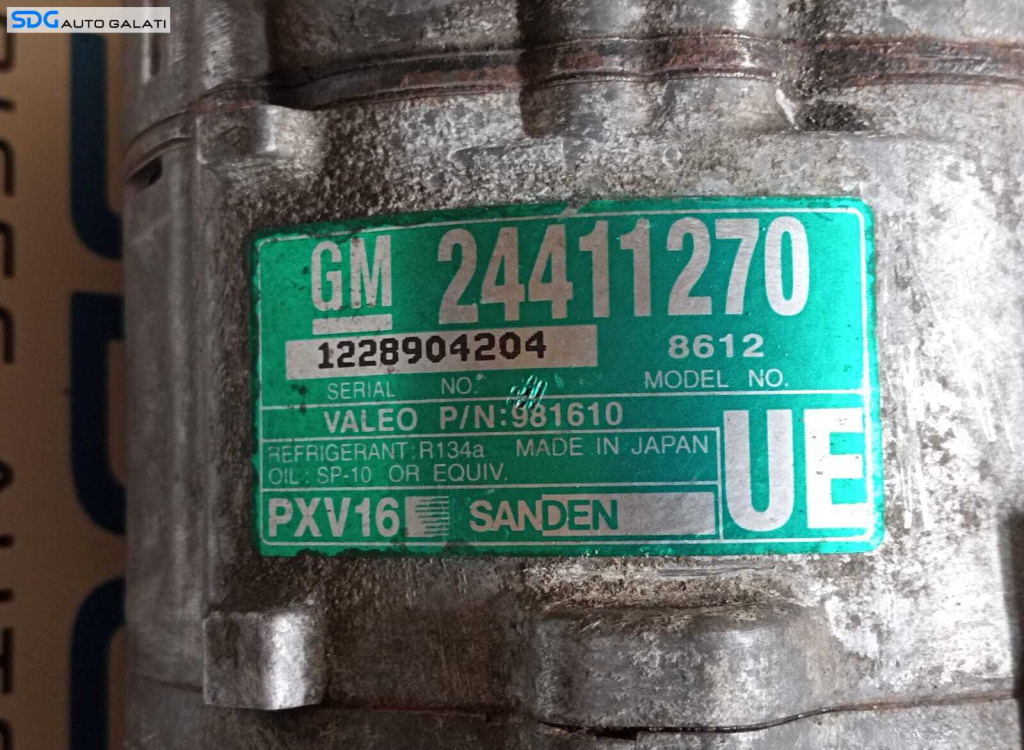 SDG AUTO GALATI
GM 24411270
1228904204 8612
SERIAL NO. MODEL NO.
VALEO P/N:981610
REFRIGERANT:R134a MADE IN JAPAN
OIL: SP-10 OR EQUIV.
UE
PXV16 SANDEN